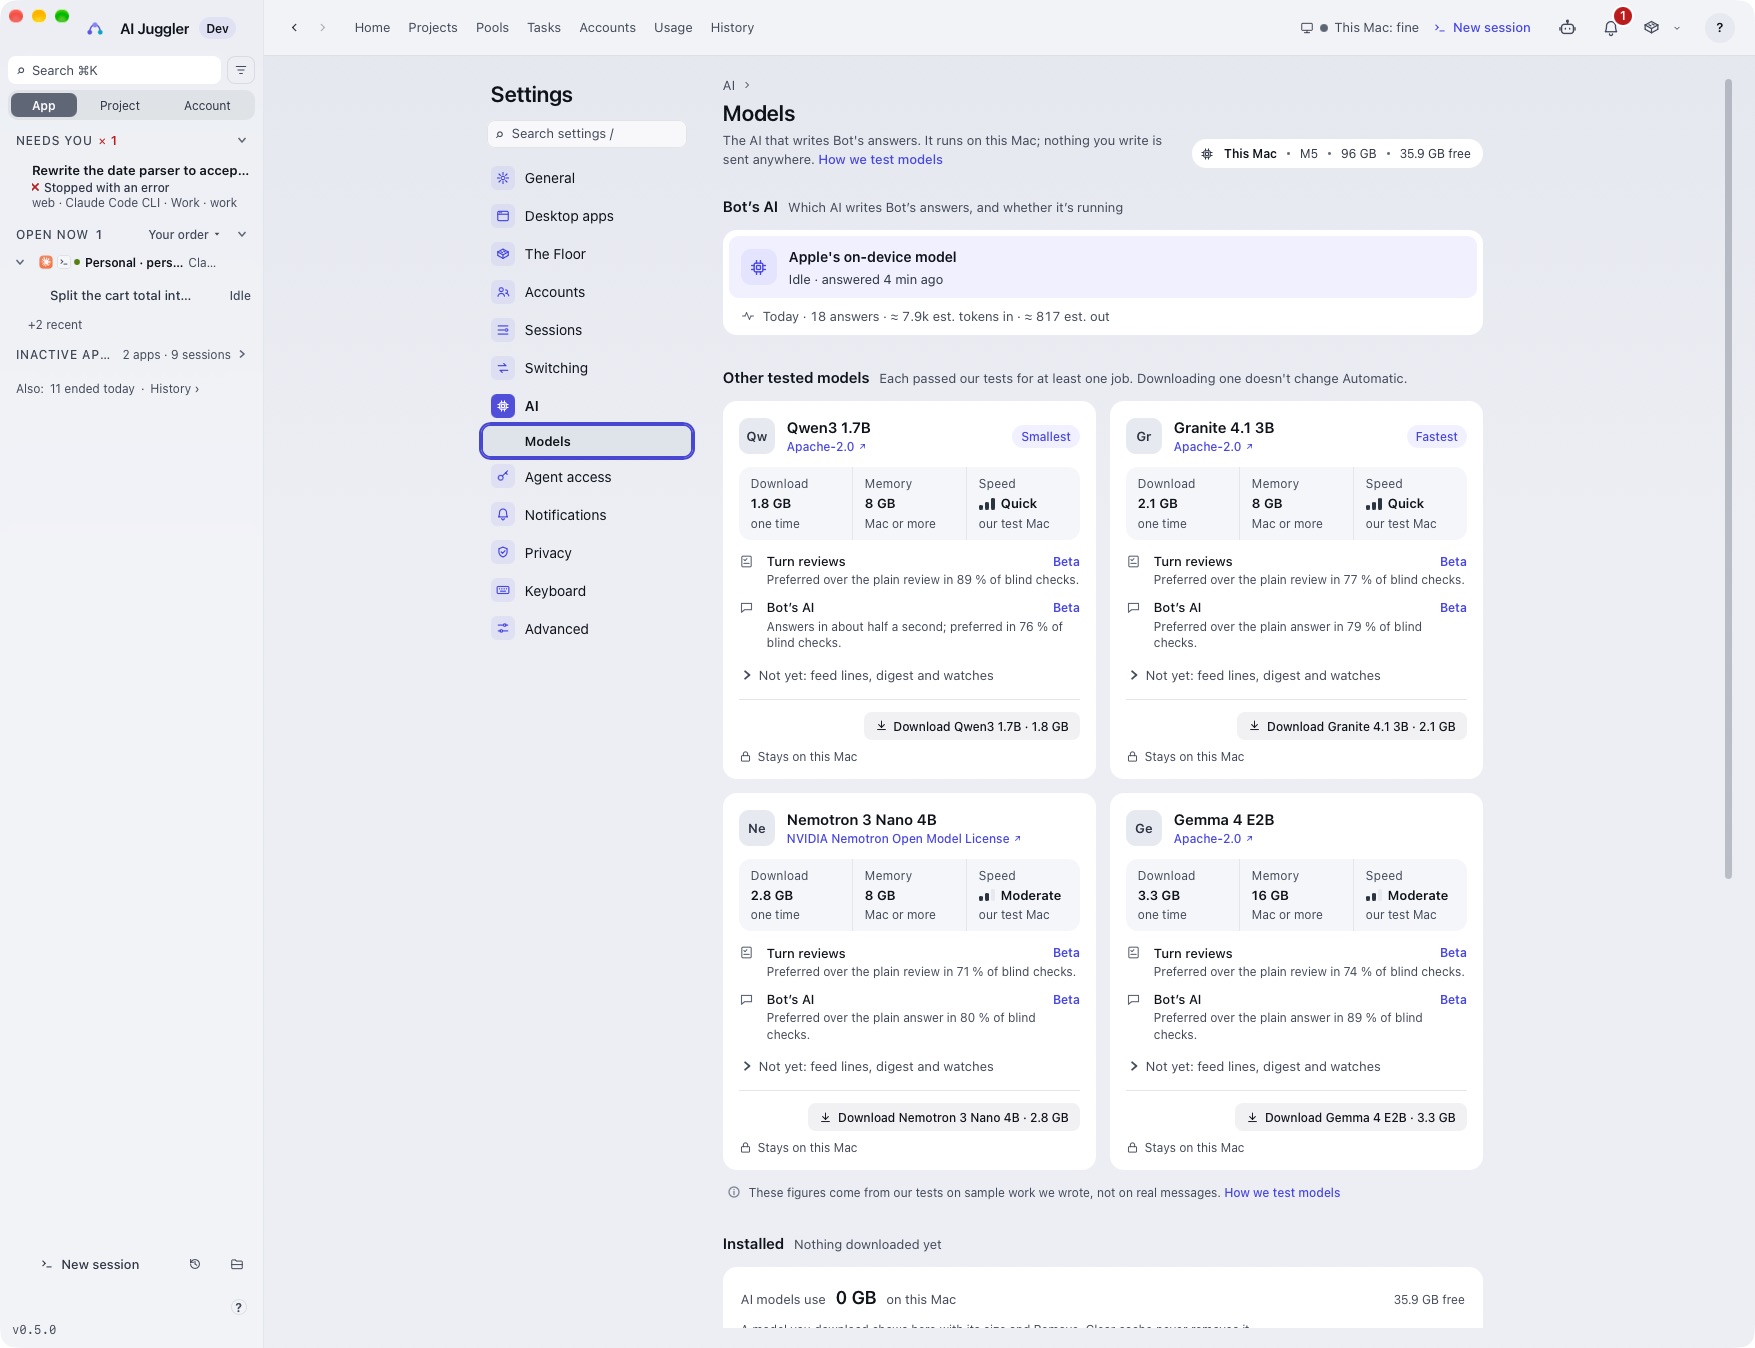 AI Juggler Dev
Search ⌘K
App Project Account
NEEDS YOU × 1
Rewrite the date parser to accep...
× Stopped with an error
web · Claude Code CLI · Work · work
OPEN NOW 1 Your order
Personal · pers... Cla...
Split the cart total int... Idle
+2 recent
INACTIVE AP... 2 apps · 9 sessions
Also: 11 ended today · History ›
New session
?
v0.5.0
Home Projects Pools Tasks Accounts Usage History
This Mac: fine New session 1 ?
Settings
Search settings /
General
Desktop apps
The Floor
Accounts
Sessions
Switching
AI
Models
Agent access
Notifications
Privacy
Keyboard
Advanced
AI ›
Models
The AI that writes Bot's answers. It runs on this Mac; nothing you write is
sent anywhere. How we test models
This Mac • M5 • 96 GB • 35.9 GB free
Bot's AI Which AI writes Bot's answers, and whether it's running
Apple's on-device model
Idle · answered 4 min ago
Today · 18 answers · ≈ 7.9k est. tokens in · ≈ 817 est. out
Other tested models Each passed our tests for at least one job. Downloading one doesn't change Automatic.
Qw Qwen3 1.7B Smallest
Apache-2.0 ↗
Download Memory Speed
1.8 GB 8 GB Quick
one time Mac or more our test Mac
Turn reviews Beta
Preferred over the plain review in 89 % of blind checks.
Bot's AI Beta
Answers in about half a second; preferred in 76 % of
blind checks.
Not yet: feed lines, digest and watches
Download Qwen3 1.7B · 1.8 GB
Stays on this Mac
Gr Granite 4.1 3B Fastest
Apache-2.0 ↗
Download Memory Speed
2.1 GB 8 GB Quick
one time Mac or more our test Mac
Turn reviews Beta
Preferred over the plain review in 77 % of blind checks.
Bot's AI Beta
Preferred over the plain answer in 79 % of blind
checks.
Not yet: feed lines, digest and watches
Download Granite 4.1 3B · 2.1 GB
Stays on this Mac
Ne Nemotron 3 Nano 4B
NVIDIA Nemotron Open Model License ↗
Download Memory Speed
2.8 GB 8 GB Moderate
one time Mac or more our test Mac
Turn reviews Beta
Preferred over the plain review in 71 % of blind checks.
Bot's AI Beta
Preferred over the plain answer in 80 % of blind
checks.
Not yet: feed lines, digest and watches
Download Nemotron 3 Nano 4B · 2.8 GB
Stays on this Mac
Ge Gemma 4 E2B
Apache-2.0 ↗
Download Memory Speed
3.3 GB 16 GB Moderate
one time Mac or more our test Mac
Turn reviews Beta
Preferred over the plain review in 74 % of blind checks.
Bot's AI Beta
Preferred over the plain answer in 89 % of blind
checks.
Not yet: feed lines, digest and watches
Download Gemma 4 E2B · 3.3 GB
Stays on this Mac
These figures come from our tests on sample work we wrote, not on real messages. How we test models
Installed Nothing downloaded yet
AI models use 0 GB on this Mac 35.9 GB free
A model you download shows here with its size and Remove. Clear cache never removes it.